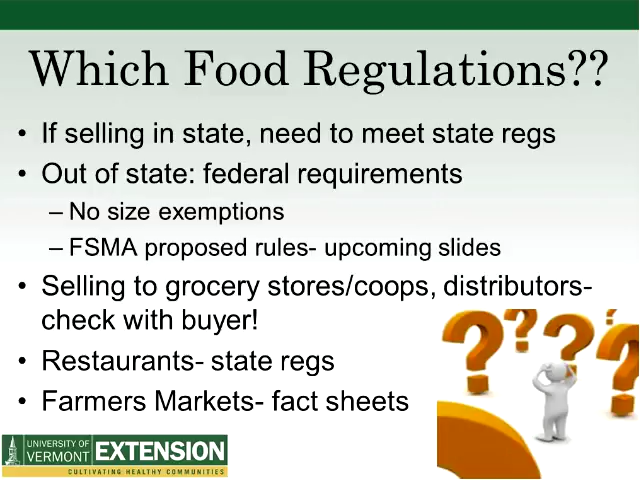 Which Food Regulations??
• If selling in state, need to meet state regs
• Out of state: federal requirements
– No size exemptions
– FSMA proposed rules- upcoming slides
• Selling to grocery stores/coops, distributors-
check with buyer!
• Restaurants- state regs
• Farmers Markets- fact sheets
UNIVERSITY OF
VERMONT EXTENSION
CULTIVATING HEALTHY COMMUNITIES